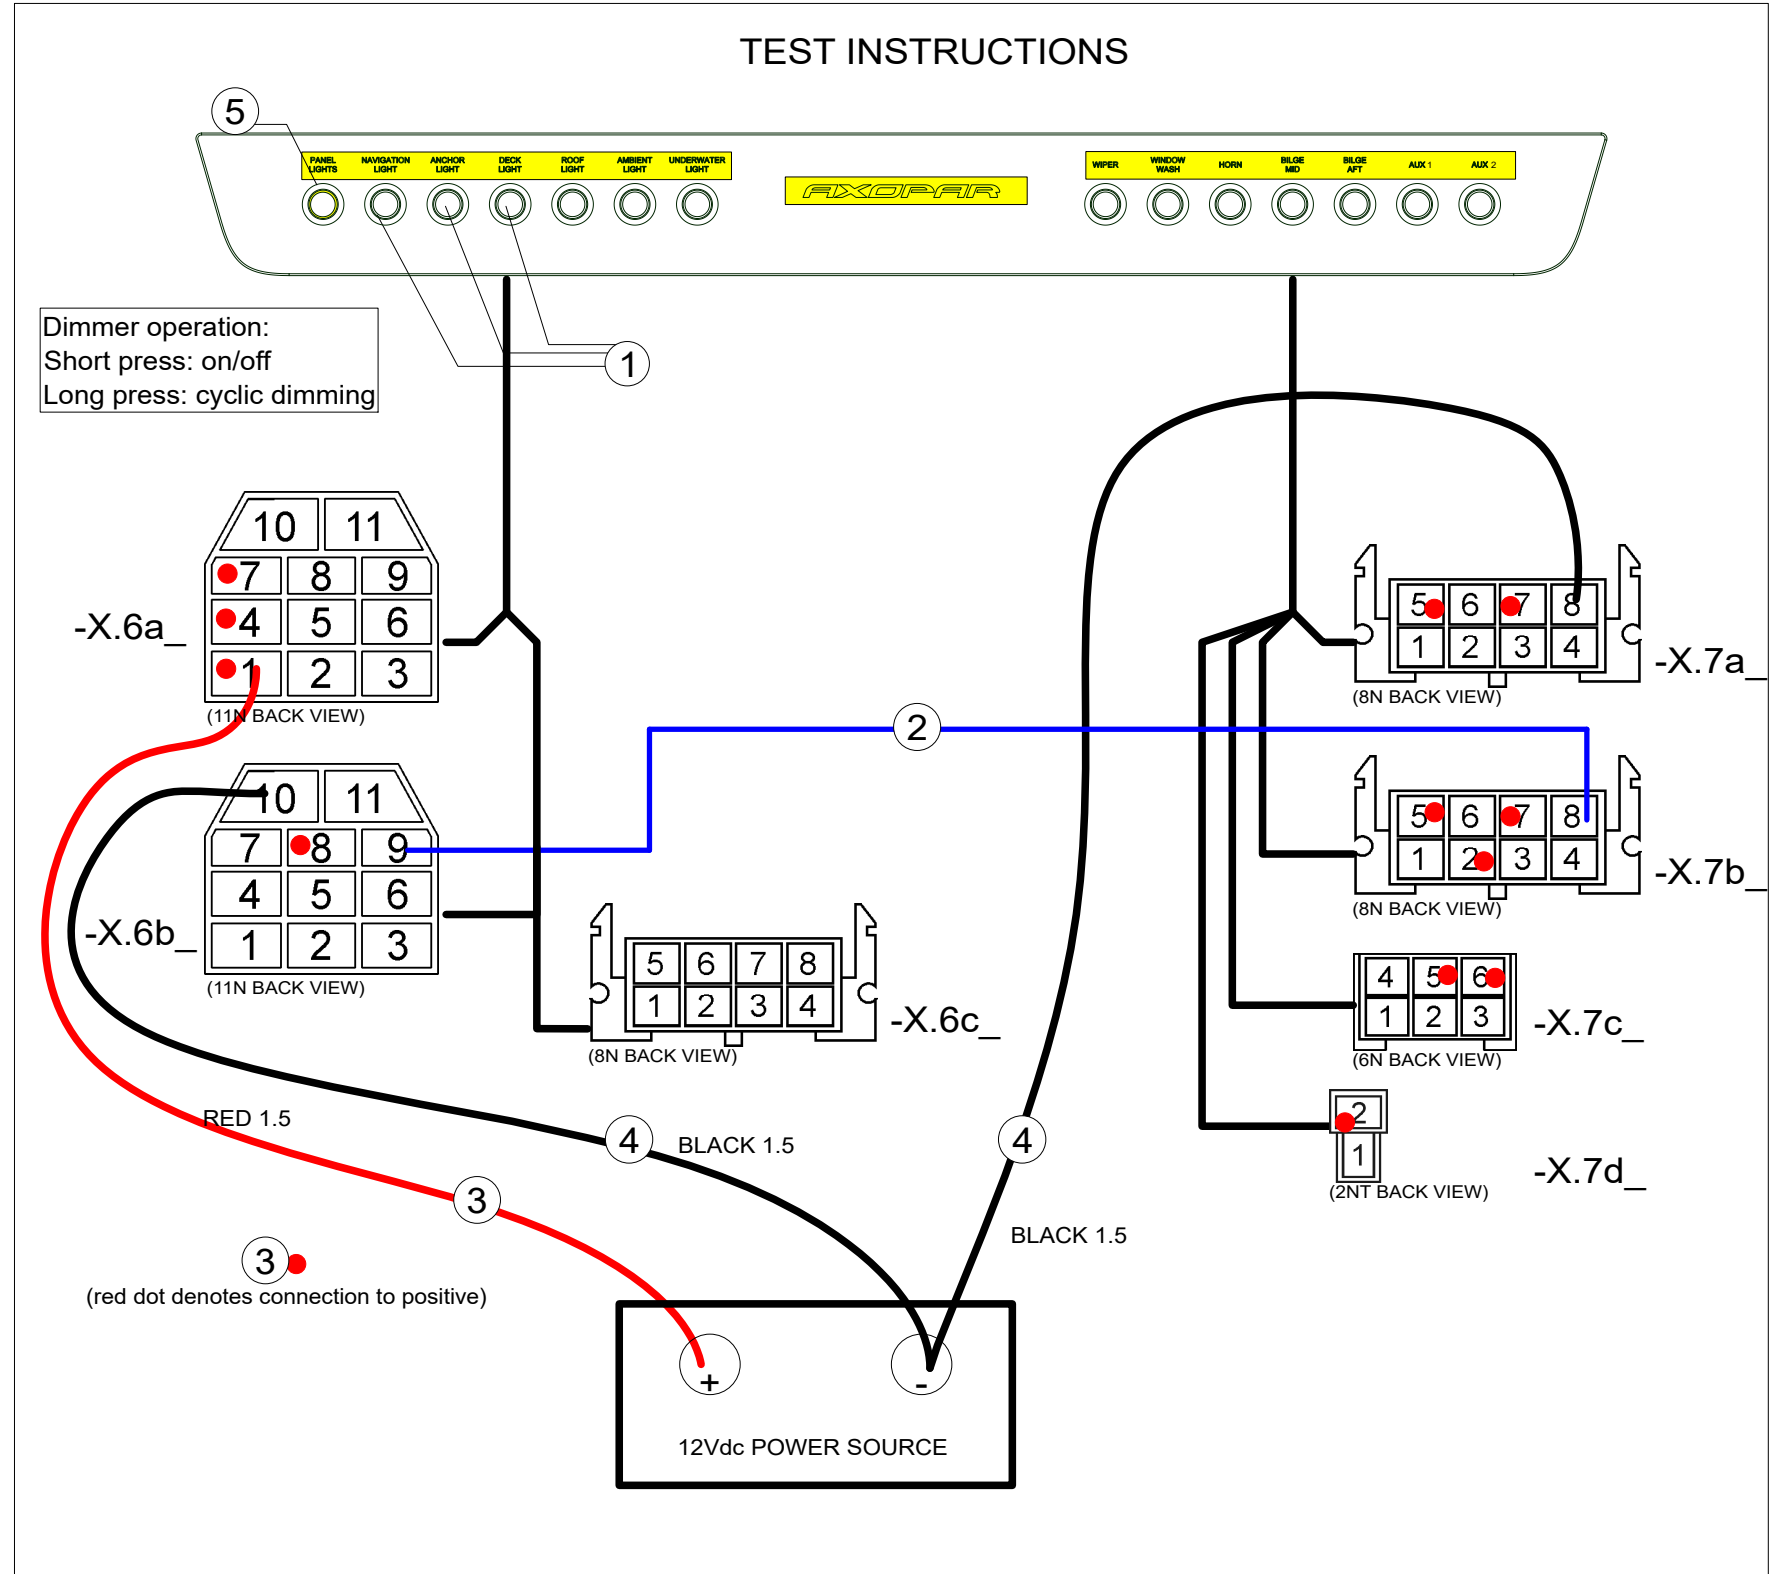 TEST INSTRUCTIONS
5
PANEL LIGHTS
NAVIGATION LIGHT
ANCHOR LIGHT
DECK LIGHT
ROOF LIGHT
AMBIENT LIGHT
UNDERWATER LIGHT
AXOPAR
WIPER
WINDOW WASH
HORN
BILGE MID
BILGE AFT
AUX 1
AUX 2
Dimmer operation:
Short press: on/off
Long press: cyclic dimming
1
10 11
7 8 9
4 5 6
1 2 3
-X.6a_
(11N BACK VIEW)
5 6 7 8
1 2 3 4
-X.7a_
(8N BACK VIEW)
2
10 11
7 8 9
4 5 6
1 2 3
-X.6b_
(11N BACK VIEW)
5 6 7 8
1 2 3 4
-X.7b_
(8N BACK VIEW)
5 6 7 8
1 2 3 4
-X.6c_
(8N BACK VIEW)
4 5 6
1 2 3
-X.7c_
(6N BACK VIEW)
2
1
-X.7d_
(2NT BACK VIEW)
RED 1.5
4
BLACK 1.5
4
3
BLACK 1.5
3
(red dot denotes connection to positive)
+
-
12Vdc POWER SOURCE